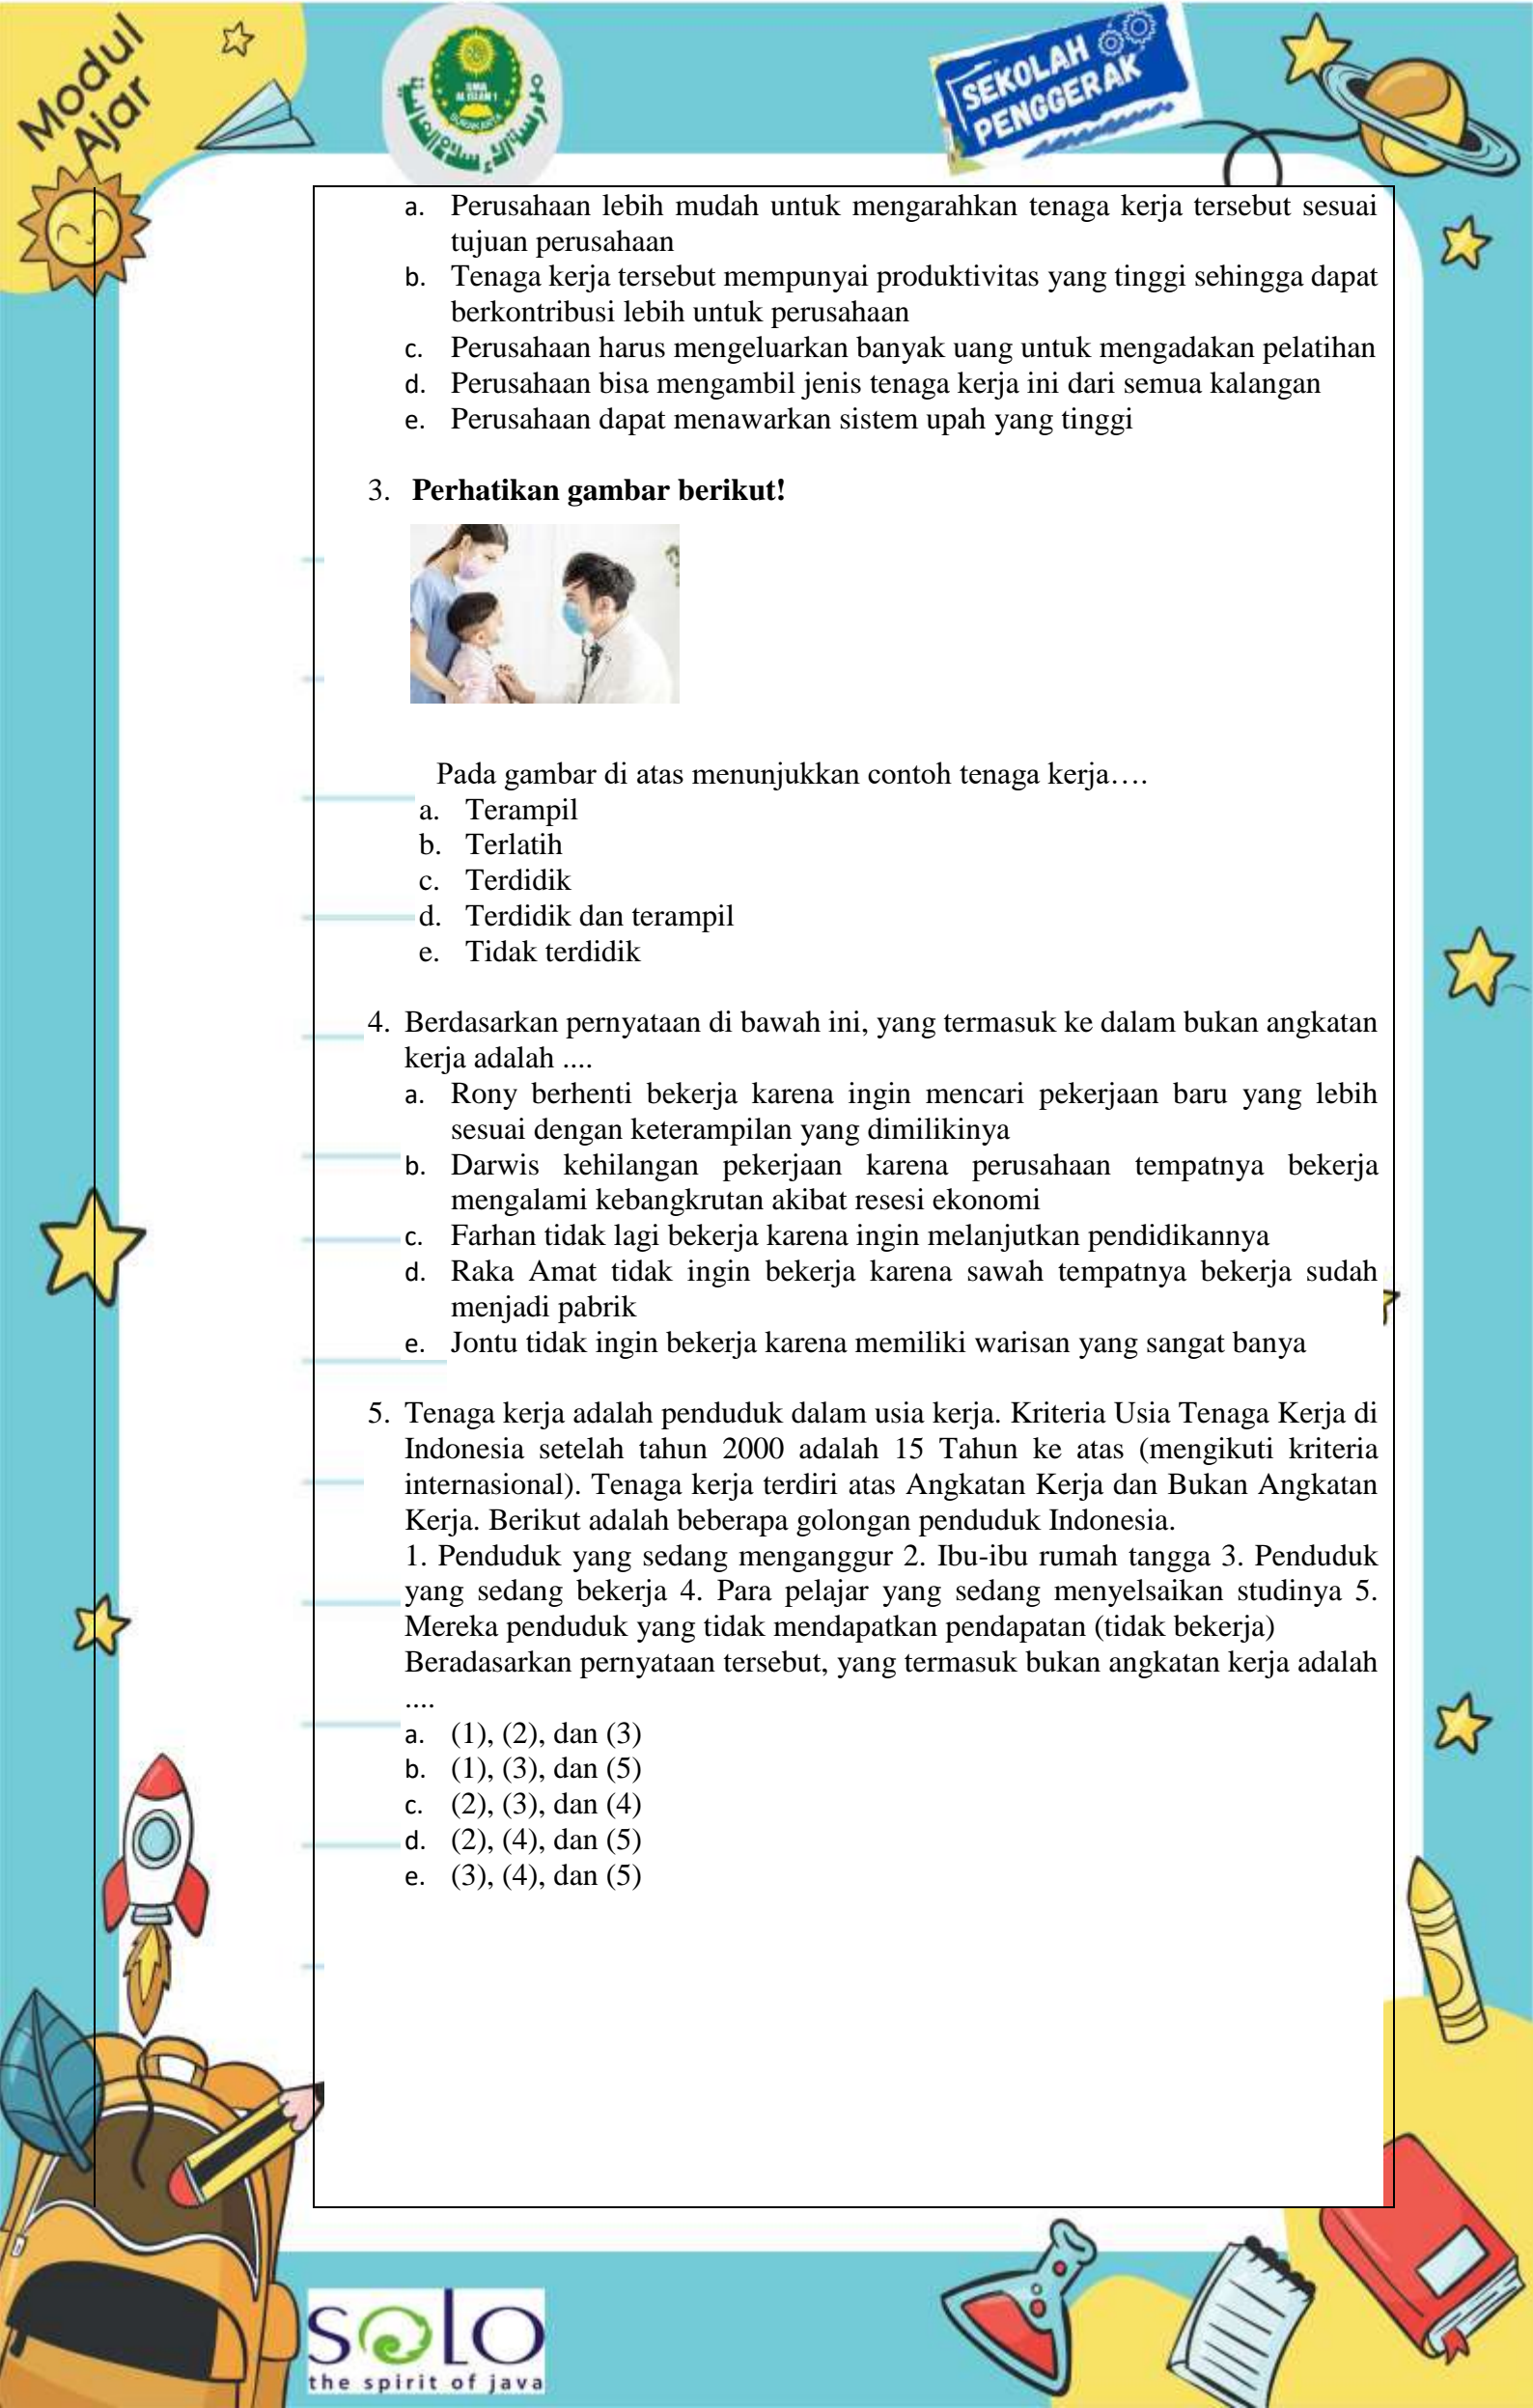 Modul
Ajar
SMA
AL ISLAM 1
SURAKARTA
SEKOLAH
PENGGERAK
a. Perusahaan lebih mudah untuk mengarahkan tenaga kerja tersebut sesuai
tujuan perusahaan
b. Tenaga kerja tersebut mempunyai produktivitas yang tinggi sehingga dapat
berkontribusi lebih untuk perusahaan
c. Perusahaan harus mengeluarkan banyak uang untuk mengadakan pelatihan
d. Perusahaan bisa mengambil jenis tenaga kerja ini dari semua kalangan
e. Perusahaan dapat menawarkan sistem upah yang tinggi
3. Perhatikan gambar berikut!
Pada gambar di atas menunjukkan contoh tenaga kerja….
a. Terampil
b. Terlatih
c. Terdidik
d. Terdidik dan terampil
e. Tidak terdidik
4. Berdasarkan pernyataan di bawah ini, yang termasuk ke dalam bukan angkatan
kerja adalah ....
a. Rony berhenti bekerja karena ingin mencari pekerjaan baru yang lebih
sesuai dengan keterampilan yang dimilikinya
b. Darwis kehilangan pekerjaan karena perusahaan tempatnya bekerja
mengalami kebangkrutan akibat resesi ekonomi
c. Farhan tidak lagi bekerja karena ingin melanjutkan pendidikannya
d. Raka Amat tidak ingin bekerja karena sawah tempatnya bekerja sudah
menjadi pabrik
e. Jontu tidak ingin bekerja karena memiliki warisan yang sangat banya
5. Tenaga kerja adalah penduduk dalam usia kerja. Kriteria Usia Tenaga Kerja di
Indonesia setelah tahun 2000 adalah 15 Tahun ke atas (mengikuti kriteria
internasional). Tenaga kerja terdiri atas Angkatan Kerja dan Bukan Angkatan
Kerja. Berikut adalah beberapa golongan penduduk Indonesia.
1. Penduduk yang sedang menganggur 2. Ibu-ibu rumah tangga 3. Penduduk
yang sedang bekerja 4. Para pelajar yang sedang menyelsaikan studinya 5.
Mereka penduduk yang tidak mendapatkan pendapatan (tidak bekerja)
Beradasarkan pernyataan tersebut, yang termasuk bukan angkatan kerja adalah
....
a. (1), (2), dan (3)
b. (1), (3), dan (5)
c. (2), (3), dan (4)
d. (2), (4), dan (5)
e. (3), (4), dan (5)
solo
the spirit of java